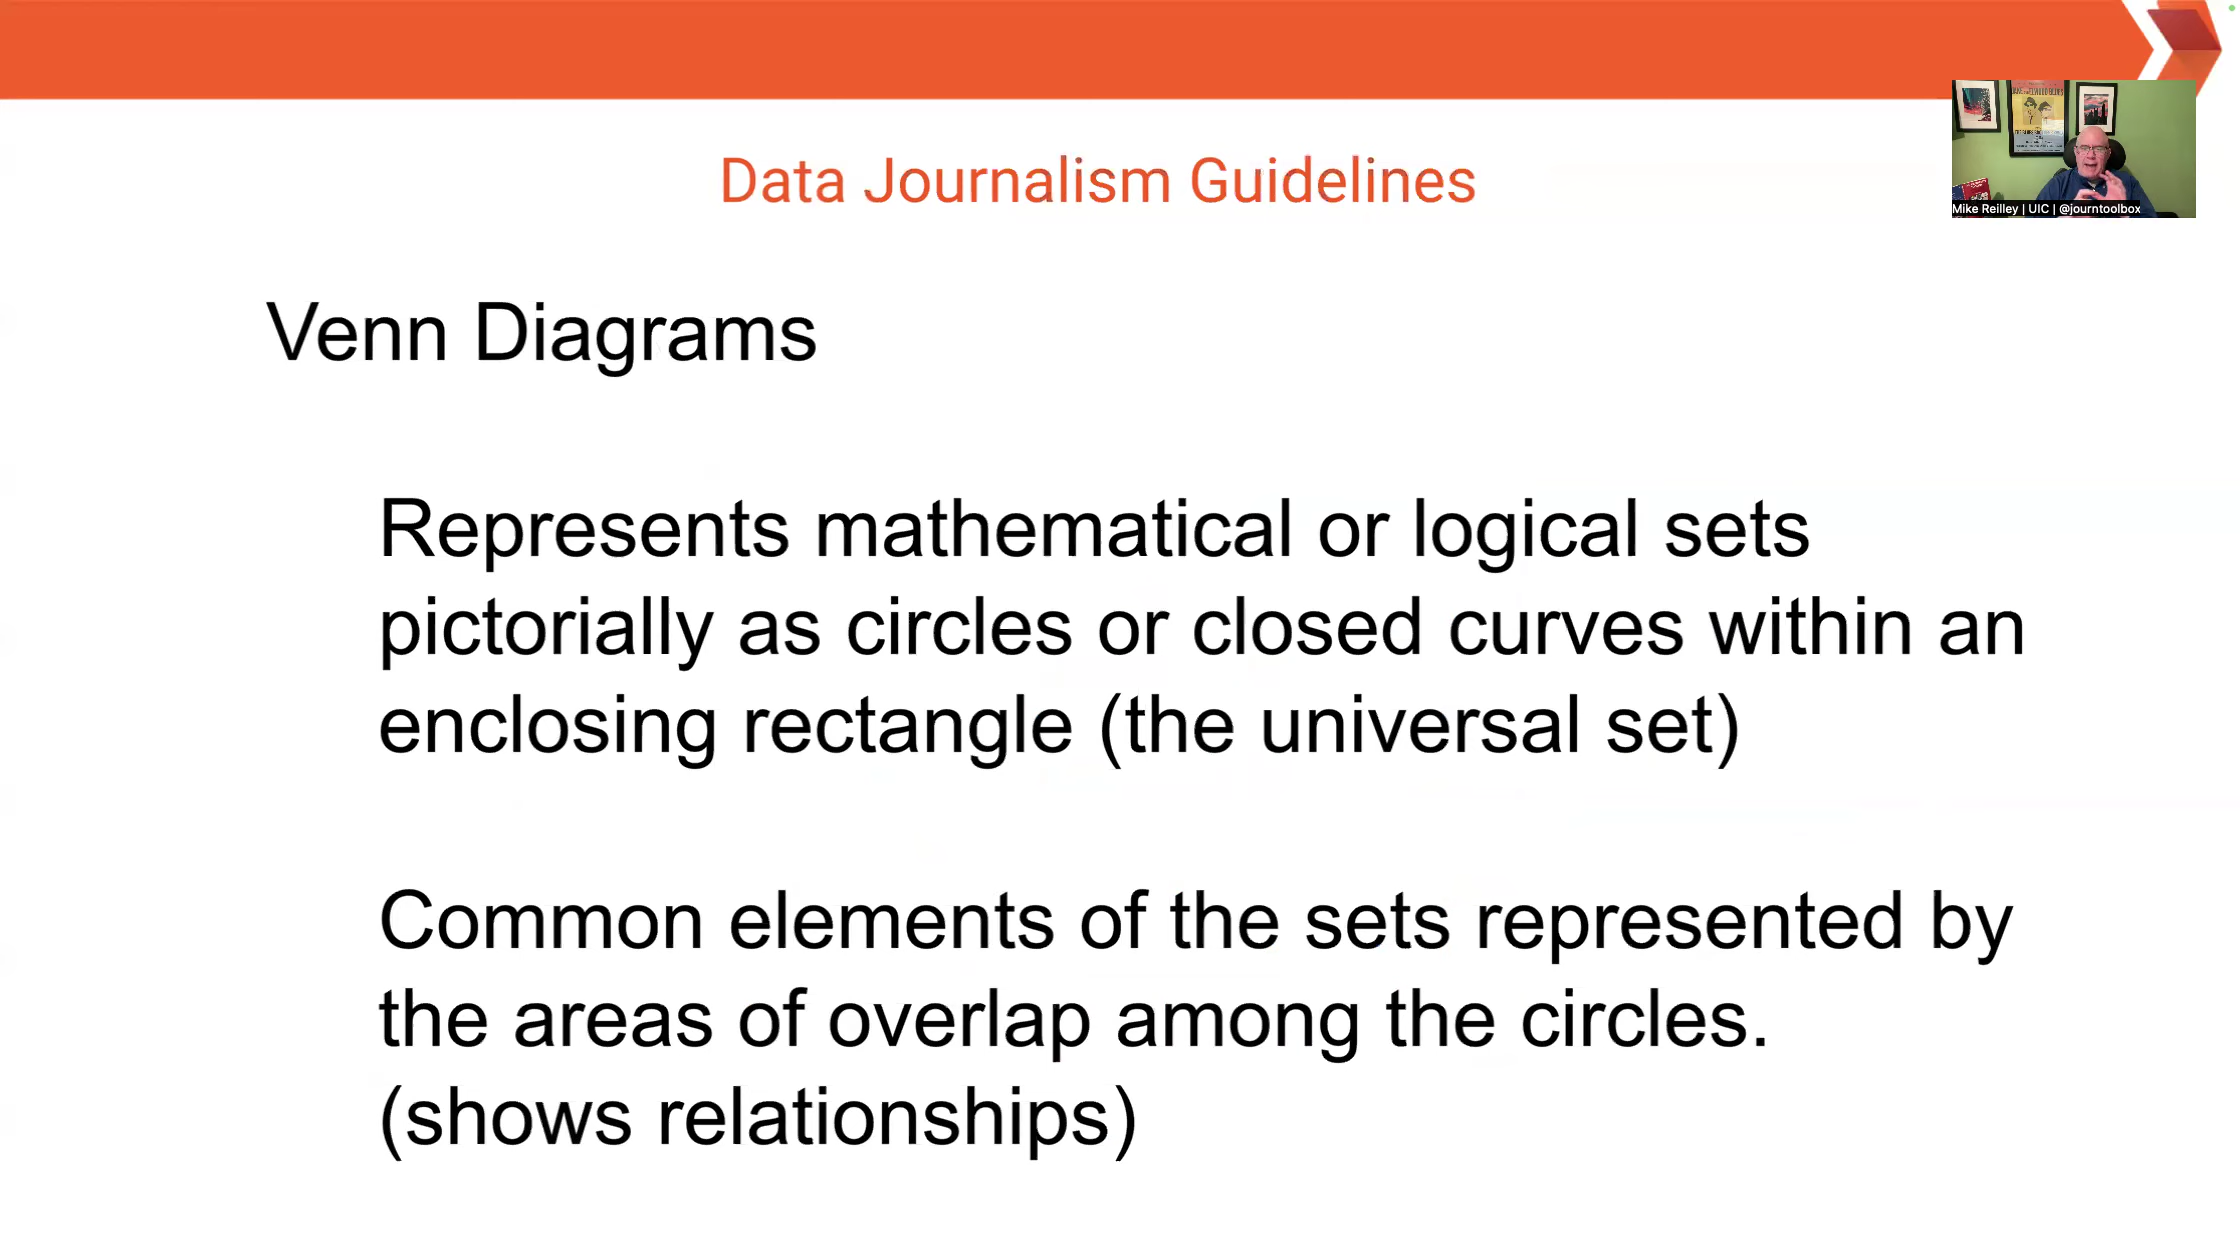 Data Journalism Guidelines
Mike Reilley | UIC | @journtoolbox
Venn Diagrams
Represents mathematical or logical sets
pictorially as circles or closed curves within an
enclosing rectangle (the universal set)
Common elements of the sets represented by
the areas of overlap among the circles.
(shows relationships)